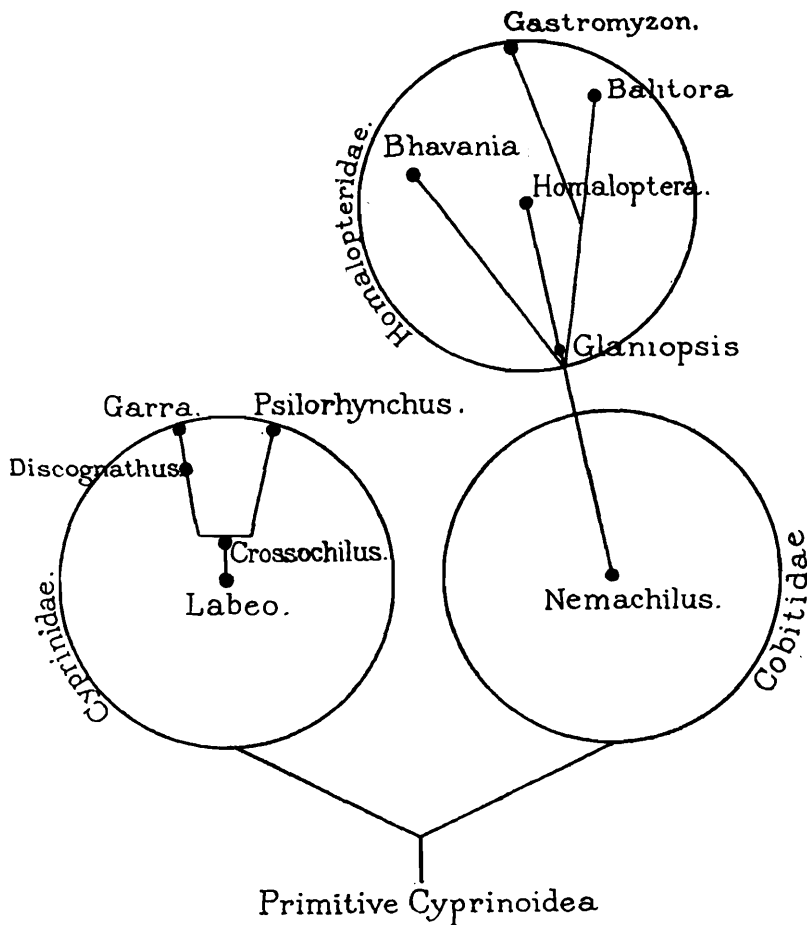 Gastromyzon.
Balitora
Bhavania
Homaloptera.
Homalopteridae.
Glaniopsis
Garra.
Psilorhynchus.
Discognathus
Crossochilus.
Labeo.
Cyprinidae.
Nemachilus.
Cobitidae
Primitive Cyprinoidea